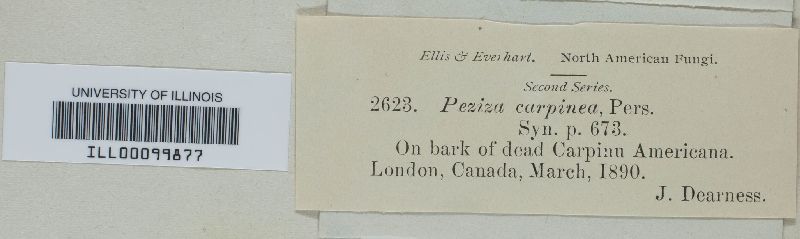 UNIVERSITY OF ILLINOIS
ILL00099877
Ellis & Everhart. North American Fungi.
Second Series.
2623. Peziza carpinea, Pers.
Syn. p. 673.
On bark of dead Carpinu Americana.
London, Canada, March, 1890.
J. Dearness.